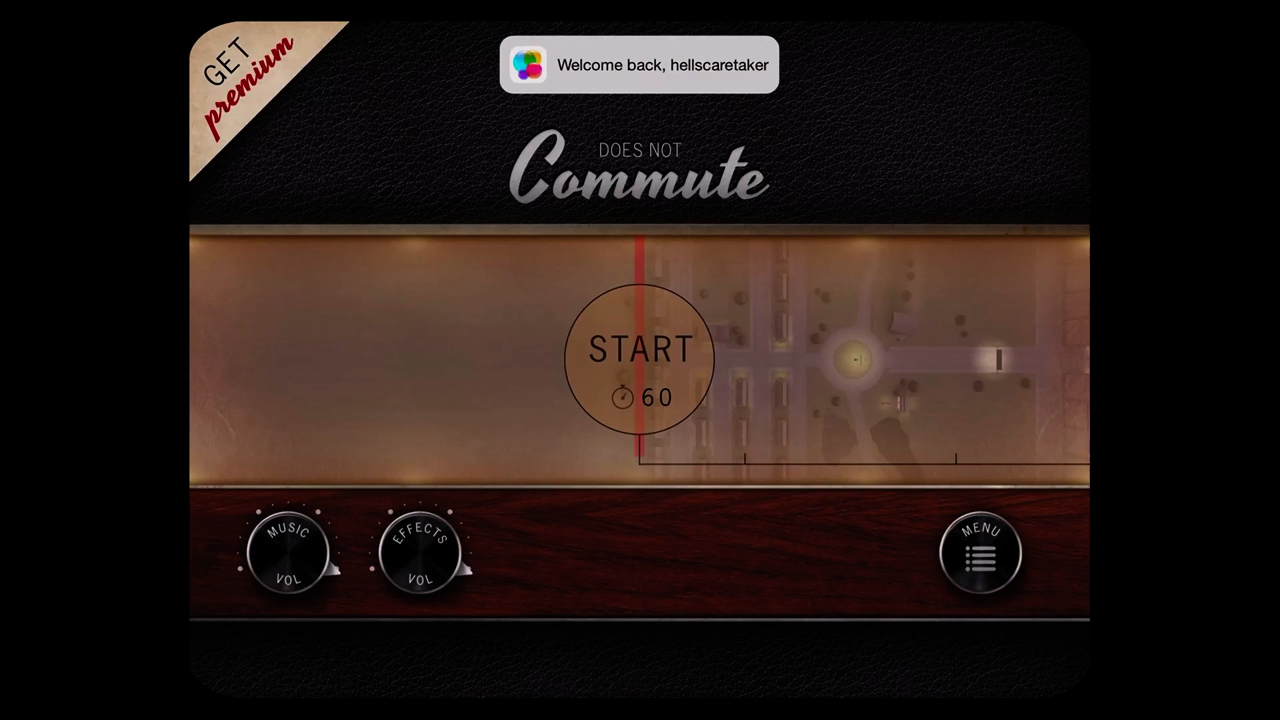 GET
premium
Welcome back, hellscaretaker
DOES NOT
Commute
START
60
MUSIC
VOL
EFFECTS
VOL
MENU